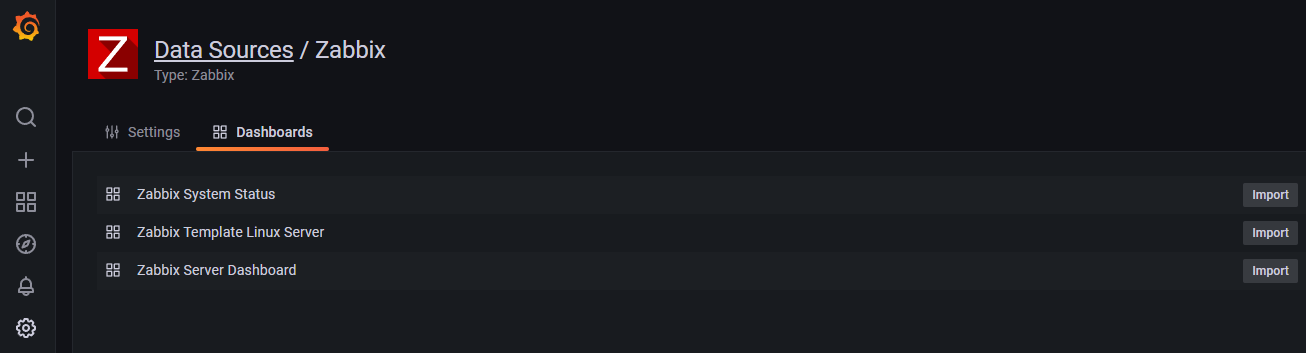 Z
Data Sources / Zabbix
Type: Zabbix
Settings Dashboards
Zabbix System Status Import
Zabbix Template Linux Server Import
Zabbix Server Dashboard Import